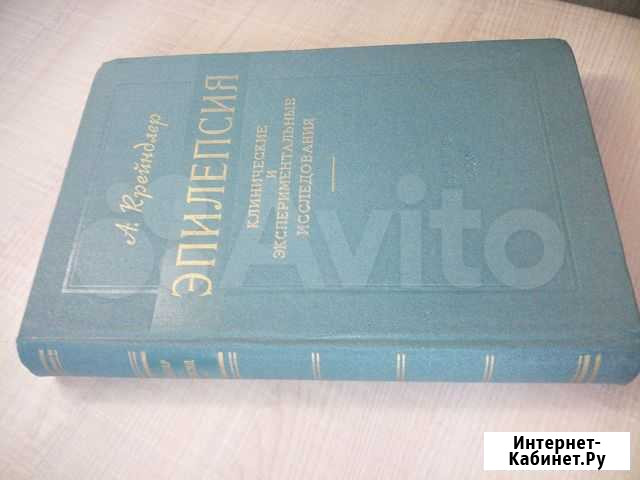 А. Крейндлер
ЭПИЛЕПСИЯ
КЛИНИЧЕСКИЕ
И
ЭКСПЕРИМЕНТАЛЬНЫЕ
ИССЛЕДОВАНИЯ
Avito
Интернет-
Кабинет.Ру